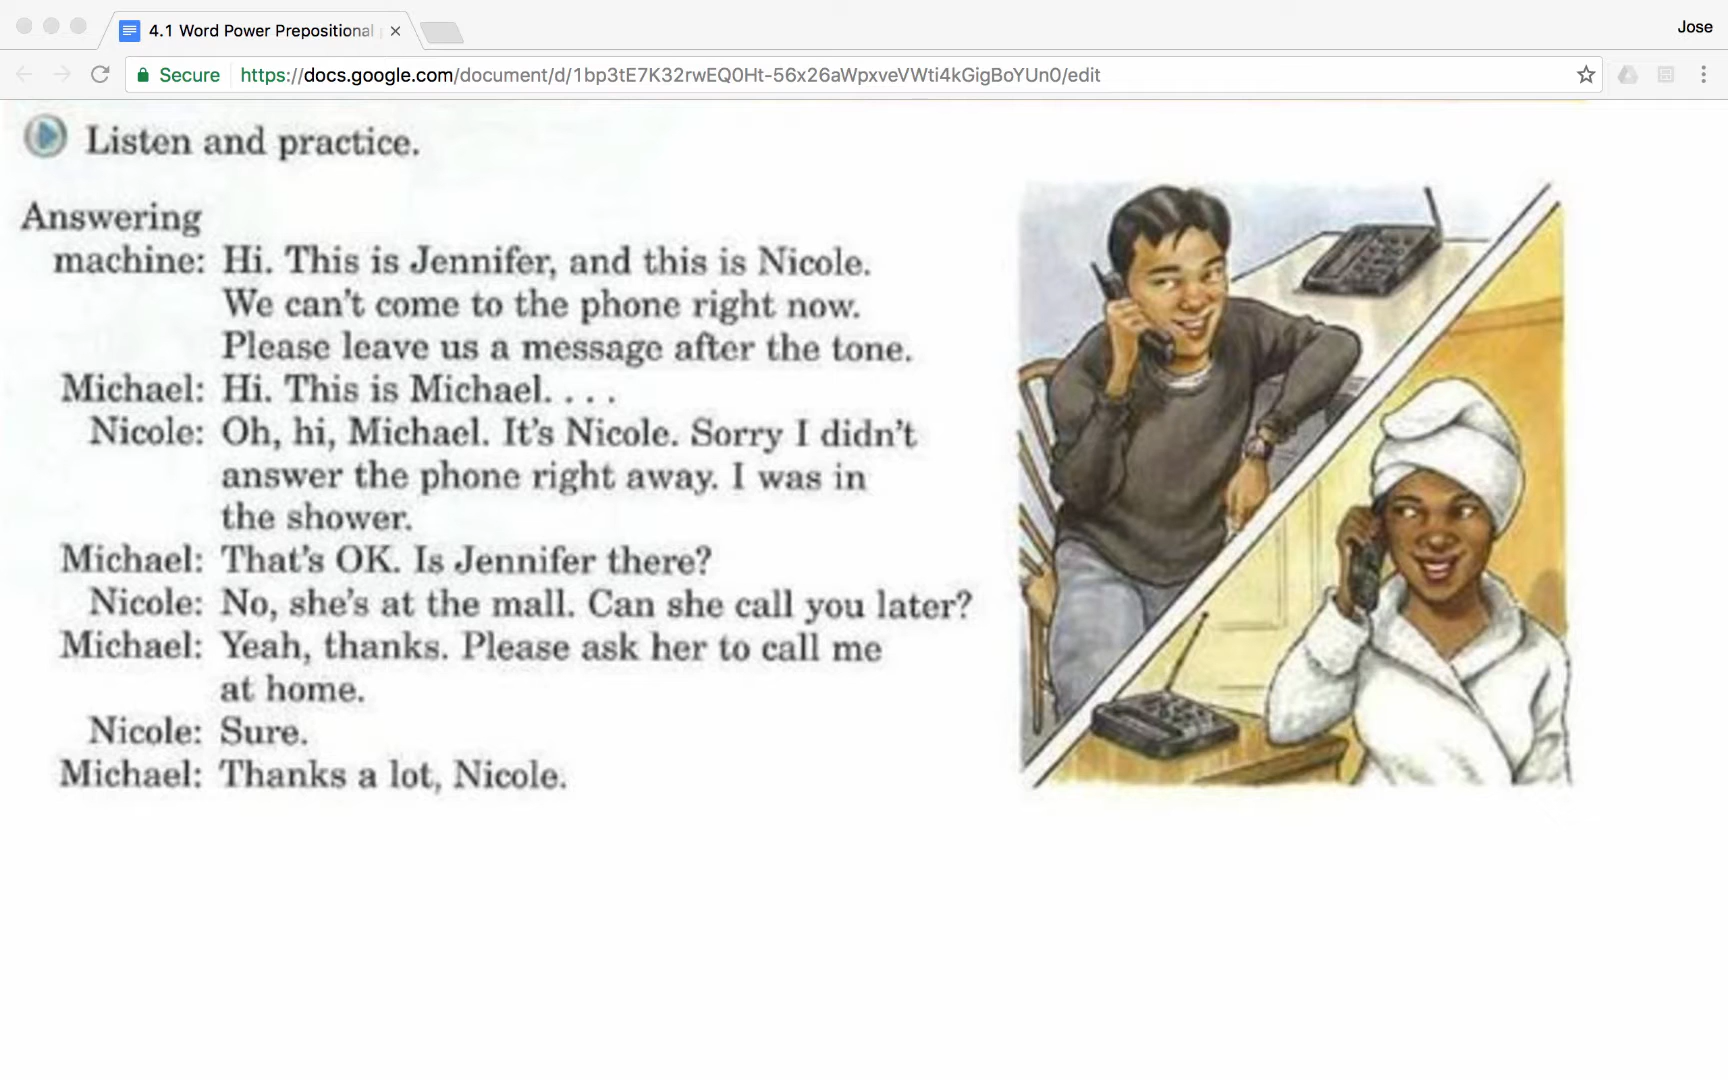 4.1 Word Power Prepositional
Jose
Secure https://docs.google.com/document/d/1bp3tE7K32rwEQ0Ht-56x26aWpxveVWti4kGigBoYUn0/edit
Listen and practice.
Answering
machine: Hi. This is Jennifer, and this is Nicole.
We can't come to the phone right now.
Please leave us a message after the tone.
Michael: Hi. This is Michael. . . .
Nicole: Oh, hi, Michael. It's Nicole. Sorry I didn't
answer the phone right away. I was in
the shower.
Michael: That's OK. Is Jennifer there?
Nicole: No, she's at the mall. Can she call you later?
Michael: Yeah, thanks. Please ask her to call me
at home.
Nicole: Sure.
Michael: Thanks a lot, Nicole.